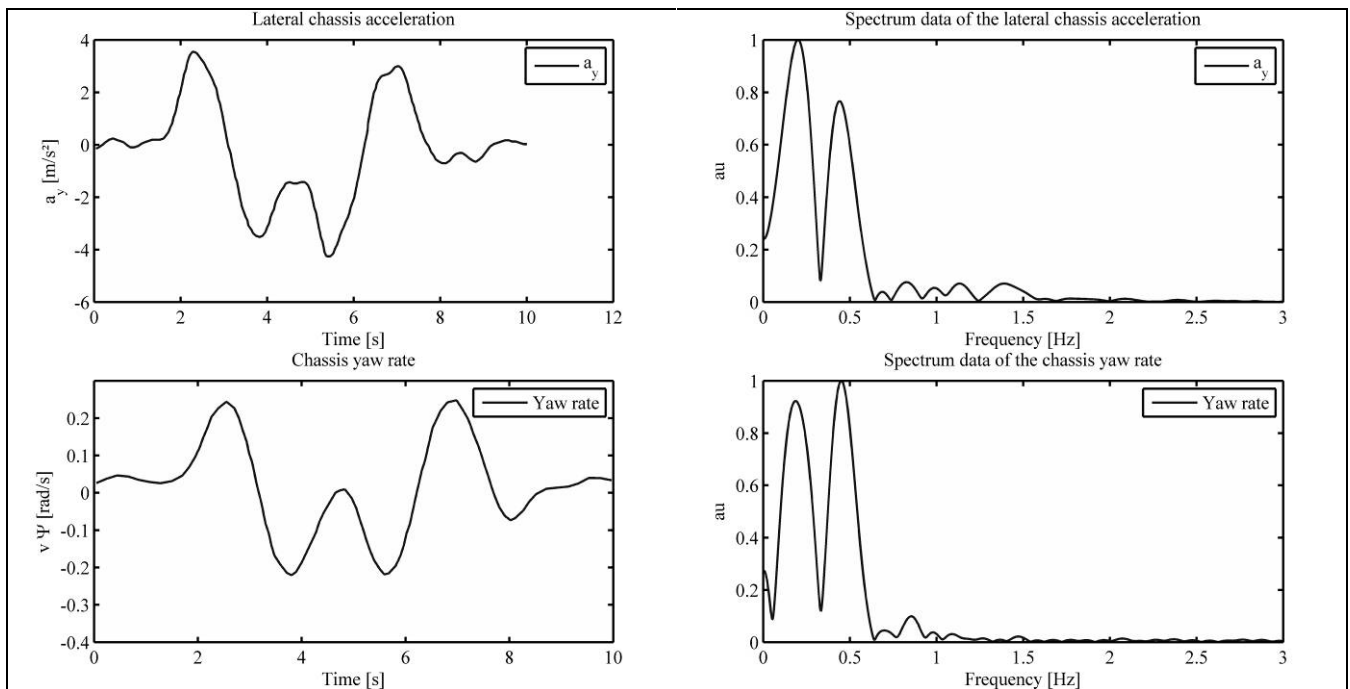 Lateral chassis acceleration
4
2
0
-2
-4
-6
a_y [m/s²]
a_y
0 2 4 6 8 10 12
Time [s]
Spectrum data of the lateral chassis acceleration
1
0.8
0.6
0.4
0.2
0
au
a_y
0 0.5 1 1.5 2 2.5 3
Frequency [Hz]
Chassis yaw rate
0.2
0.1
0
-0.1
-0.2
-0.3
-0.4
v Ψ [rad/s]
Yaw rate
0 2 4 6 8 10
Time [s]
Spectrum data of the chassis yaw rate
1
0.8
0.6
0.4
0.2
0
au
Yaw rate
0 0.5 1 1.5 2 2.5 3
Frequency [Hz]